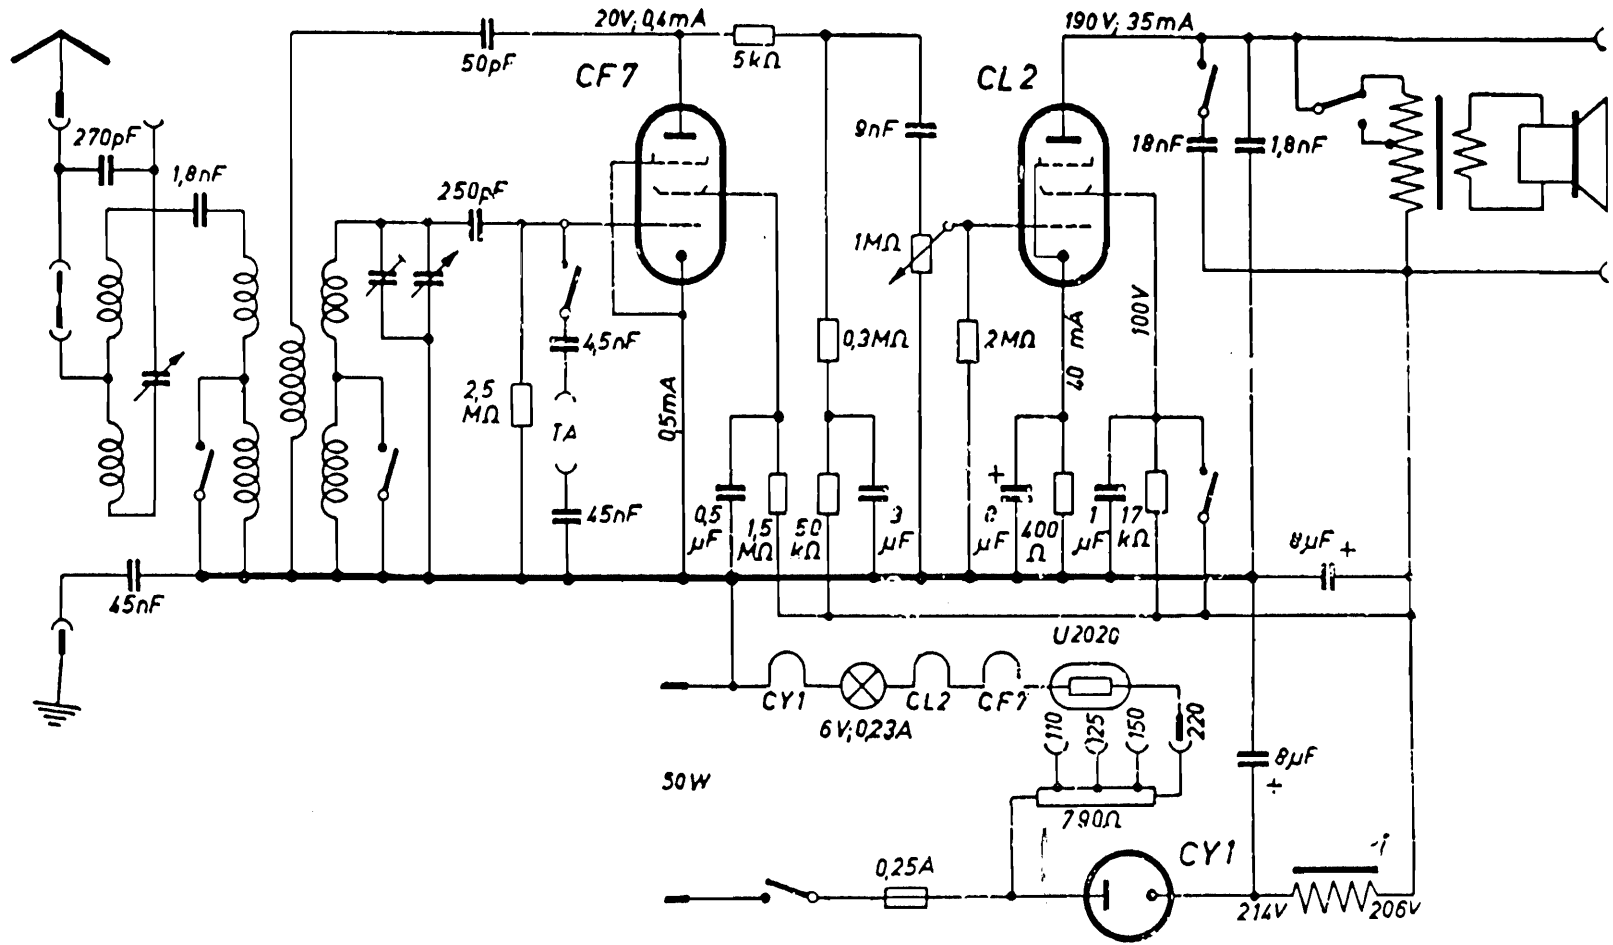 20V; 0,4mA
190V; 35mA
50pF
5kΩ
CF7
CL2
270pF
1,8nF
9nF
18nF
1,8nF
250pF
1MΩ
4,5nF
0,3MΩ
2MΩ
100V
40 mA
2,5
MΩ
TA
0,5mA
45nF
0,5
μF
1,5
MΩ
50
kΩ
3
μF
+
μF
400
Ω
1
μF
17
kΩ
8μF +
45nF
U2020
CY1
CL2
CF7
6V; 0,23A
110
125
150
220
50W
8μF
+
790Ω
0,25A
CY1
214V
206V